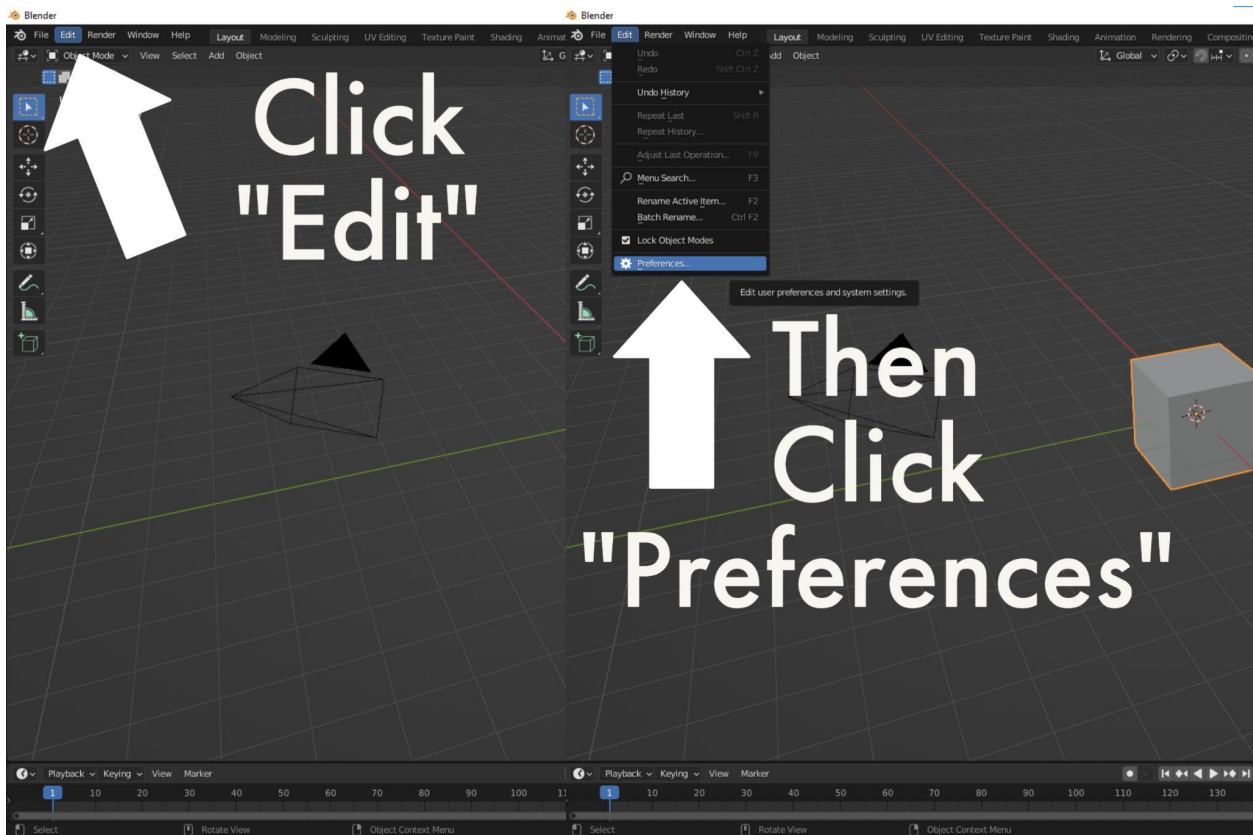 Blender
File Edit Render Window Help Layout Modeling Sculpting UV Editing Texture Paint Shading
Object Mode View Select Add Object
Click
"Edit"
Playback Keying View Marker
1 10 20 30 40 50 60 70 80 90 100
Select Rotate View Object Context Menu
Blender
File Edit Render Window Help Layout Modeling Sculpting UV Editing Texture Paint Shading Animation Rendering Compositin
Add Object Global
Undo Ctrl Z
Redo Shift Ctrl Z
Undo History
Repeat Last Shift R
Repeat History...
Adjust Last Operation... F9
Menu Search... F3
Rename Active Item... F2
Batch Rename... Ctrl F2
Lock Object Modes
Preferences...
Edit user preferences and system settings.
Then
Click
"Preferences"
Playback Keying View Marker
1 10 20 30 40 50 60 70 80 90 100 110 120 130
Select Rotate View Object Context Menu